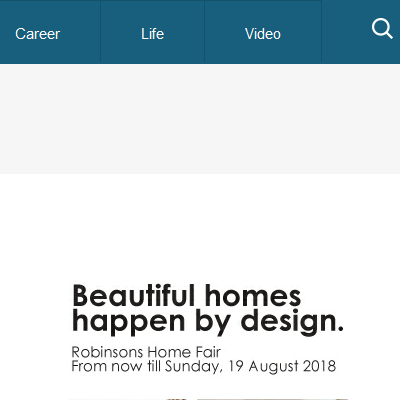 Career Life Video
Beautiful homes
happen by design.
Robinsons Home Fair
From now till Sunday, 19 August 2018